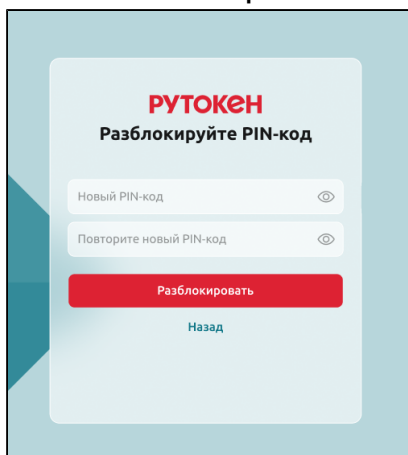 РУТОКЕН
Разблокируйте PIN-код
Новый PIN-код
Повторите новый PIN-код
Разблокировать
Назад